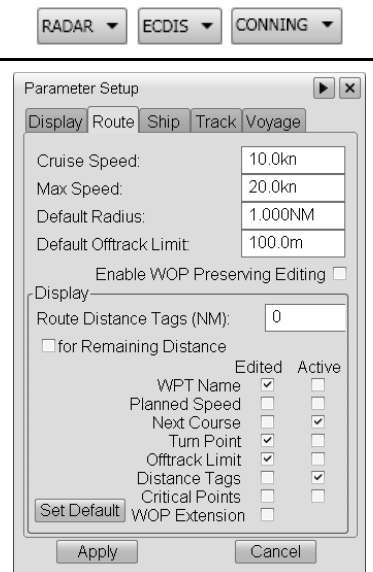 RADAR ECDIS CONNING
Parameter Setup
Display Route Ship Track Voyage
Cruise Speed: 10.0kn
Max Speed: 20.0kn
Default Radius: 1.000NM
Default Offtrack Limit: 100.0m
Enable WOP Preserving Editing
Display
Route Distance Tags (NM): 0
for Remaining Distance
Edited Active
WPT Name
Planned Speed
Next Course
Turn Point
Offtrack Limit
Distance Tags
Critical Points
Set Default WOP Extension
Apply Cancel